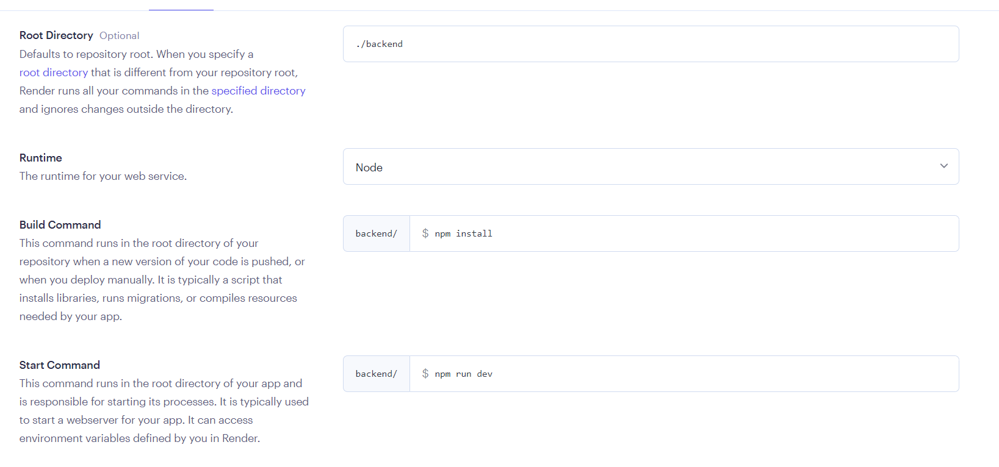 Root Directory Optional
Defaults to repository root. When you specify a
root directory that is different from your repository root,
Render runs all your commands in the specified directory
and ignores changes outside the directory.
./backend
Runtime
The runtime for your web service.
Node
Build Command
This command runs in the root directory of your
repository when a new version of your code is pushed, or
when you deploy manually. It is typically a script that
installs libraries, runs migrations, or compiles resources
needed by your app.
backend/ $ npm install
Start Command
This command runs in the root directory of your app and
is responsible for starting its processes. It is typically used
to start a webserver for your app. It can access
environment variables defined by you in Render.
backend/ $ npm run dev